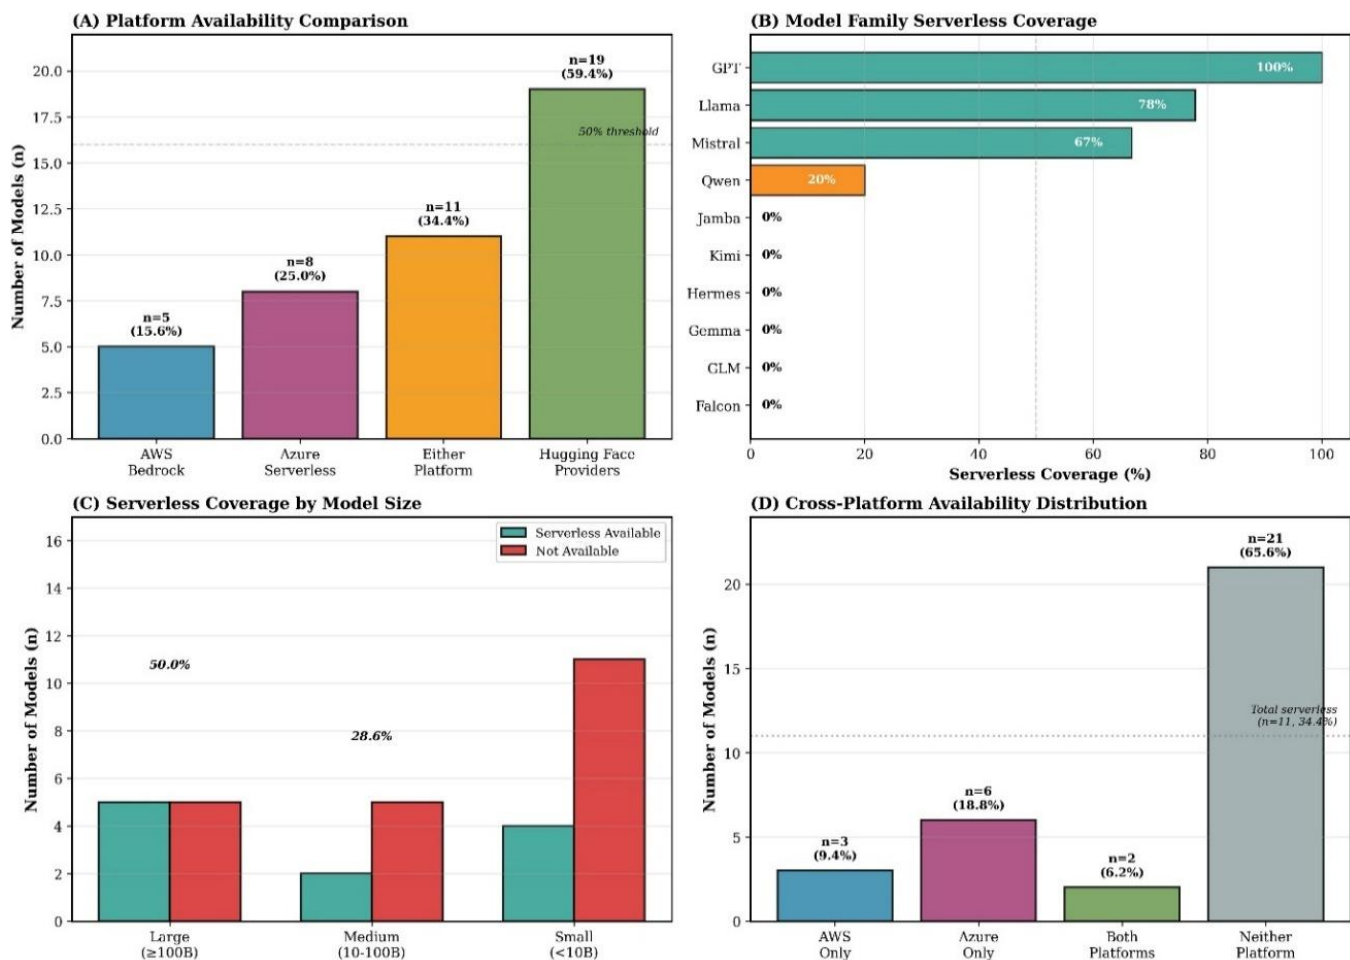 (A) Platform Availability Comparison
Number of Models (n)
20.0
17.5
15.0
12.5
10.0
7.5
5.0
2.5
0.0
n=5
(15.6%)
n=8
(25.0%)
n=11
(34.4%)
n=19
(59.4%)
50% threshold
AWS
Bedrock
Azure
Serverless
Either
Platform
Hugging Face
Providers
(B) Model Family Serverless Coverage
GPT
100%
Llama
78%
Mistral
67%
Qwen
20%
Jamba
0%
Kimi
0%
Hermes
0%
Gemma
0%
GLM
0%
Falcon
0%
0
20
40
60
80
100
Serverless Coverage (%)
(C) Serverless Coverage by Model Size
Number of Models (n)
16
14
12
10
8
6
4
2
0
Serverless Available
Not Available
50.0%
28.6%
Large
(≥100B)
Medium
(10-100B)
Small
(<10B)
(D) Cross-Platform Availability Distribution
Number of Models (n)
20
15
10
5
0
n=3
(9.4%)
n=6
(18.8%)
n=2
(6.2%)
n=21
(65.6%)
Total serverless
(n=11, 34.4%)
AWS
Only
Azure
Only
Both
Platforms
Neither
Platform